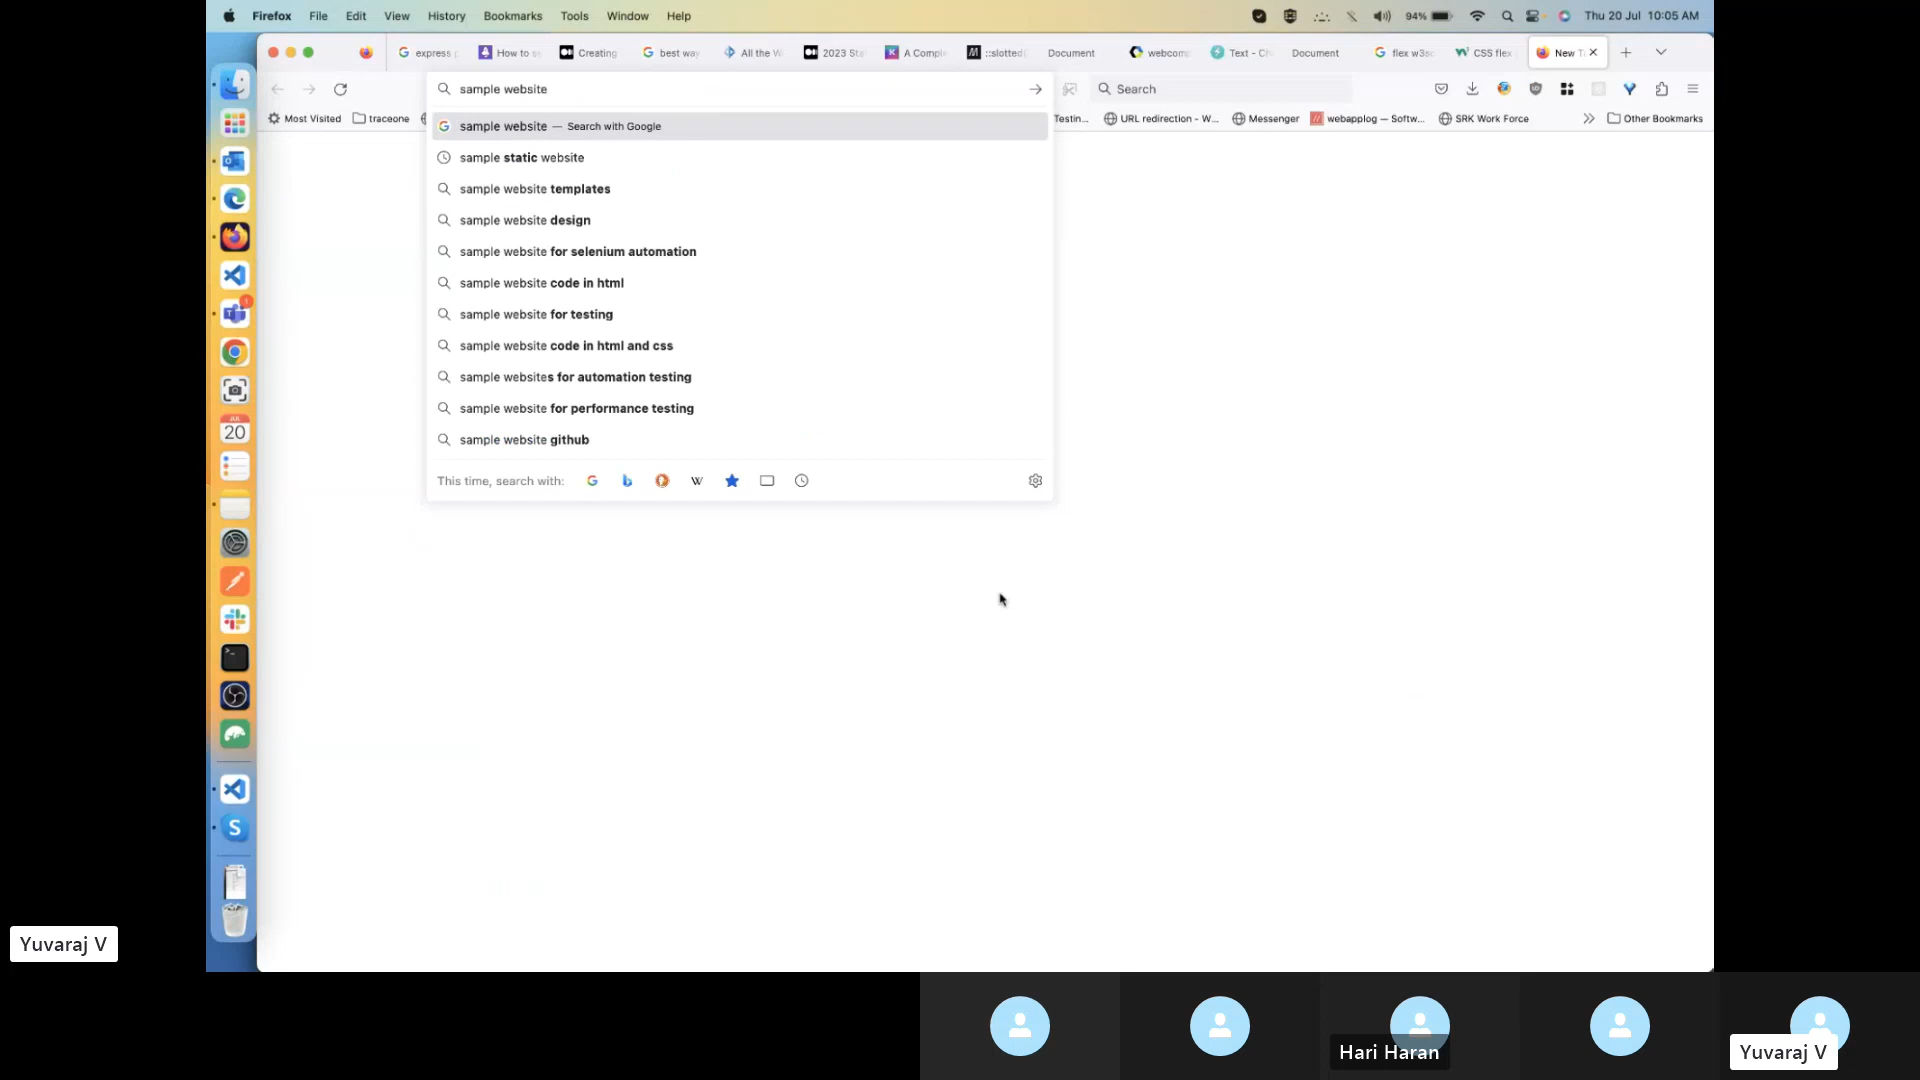 Firefox File Edit View History Bookmarks Tools Window Help 94% Thu 20 Jul 10:05 AM
express How to Creating best way All the 2023 Sta A Compl ::slotted( Document webcom Text - Ch Document flex w3s CSS flex New T
sample website Search
Most Visited traceone Testin... URL redirection - W... Messenger webapplog — Softw... SRK Work Force Other Bookmarks
sample website — Search with Google
sample static website
sample website templates
sample website design
sample website for selenium automation
sample website code in html
sample website for testing
sample website code in html and css
sample websites for automation testing
sample website for performance testing
sample website github
This time, search with:
JUL
20
Yuvaraj V
Hari Haran
Yuvaraj V